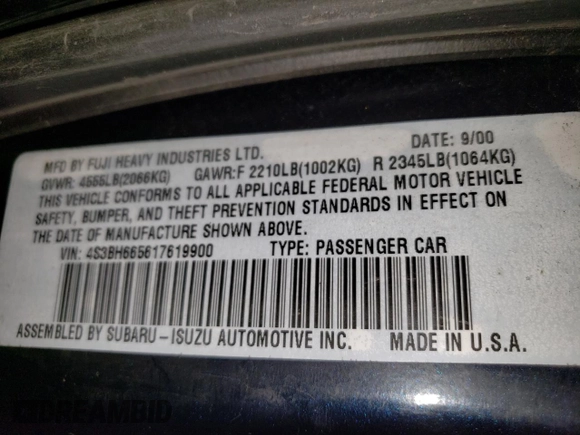 MFD BY FUJI HEAVY INDUSTRIES LTD. DATE: 9/00
GVWR: 4555LB(2066KG) GAWR:F 2210LB(1002KG) R 2345LB(1064KG)
THIS VEHICLE CONFORMS TO ALL APPLICABLE FEDERAL MOTOR VEHICLE
SAFETY, BUMPER, AND THEFT PREVENTION STANDARDS IN EFFECT ON
THE DATE OF MANUFACTURE SHOWN ABOVE.
VIN: 4S3BH665617619900 TYPE: PASSENGER CAR
ASSEMBLED BY SUBARU-ISUZU AUTOMOTIVE INC. MADE IN U.S.A.
DREAMBID